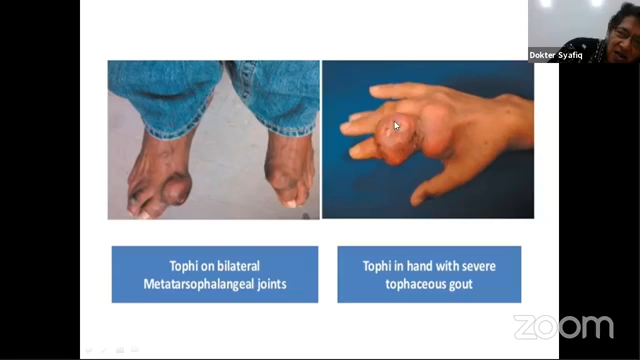 Dokter Syafiq
Tophi on bilateral
Metatarsophalangeal joints
Tophi in hand with severe
tophaceous gout
zoom